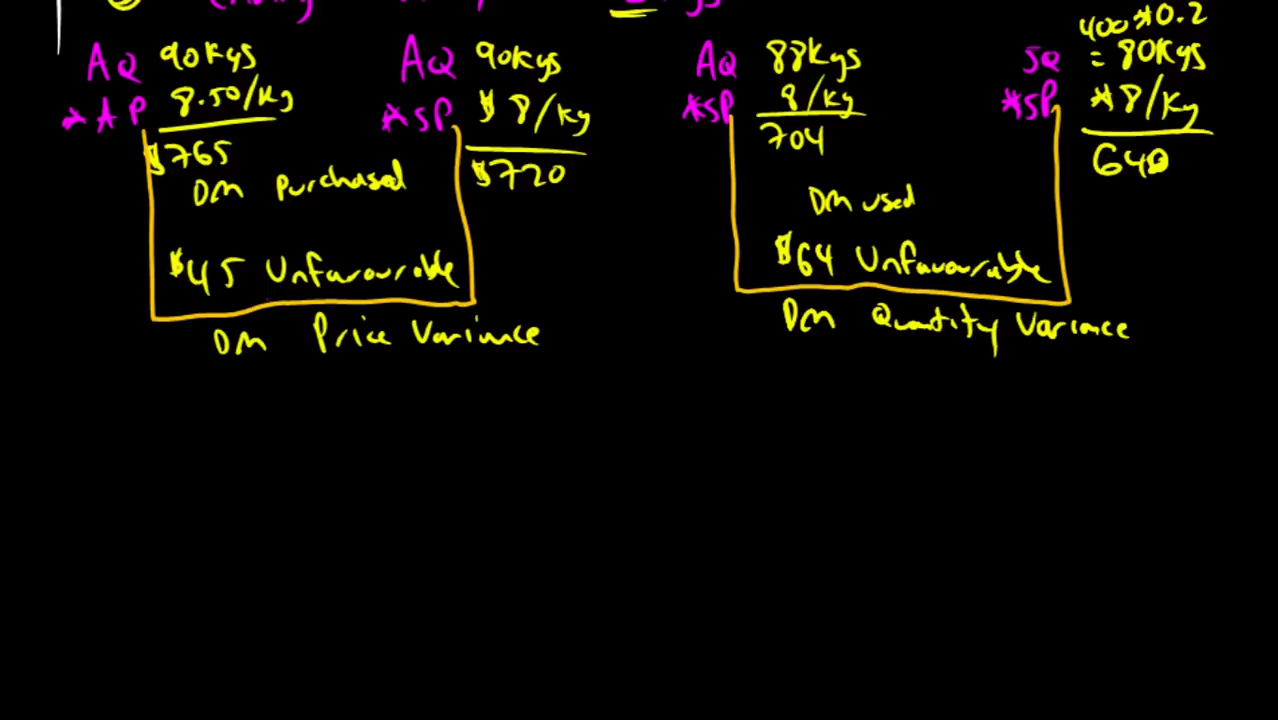 AQ 90Kgs AQ 90Kgs AQ 88Kgs 400*0.2
SQ = 80Kgs
*AP 8.50/Kg *SP $8/Kg *SP 8/Kg *SP *8/Kg
$765 $720 704 640
DM Purchased DM used
$45 Unfavourable $64 Unfavourable
DM Price Variance DM Quantity Variance